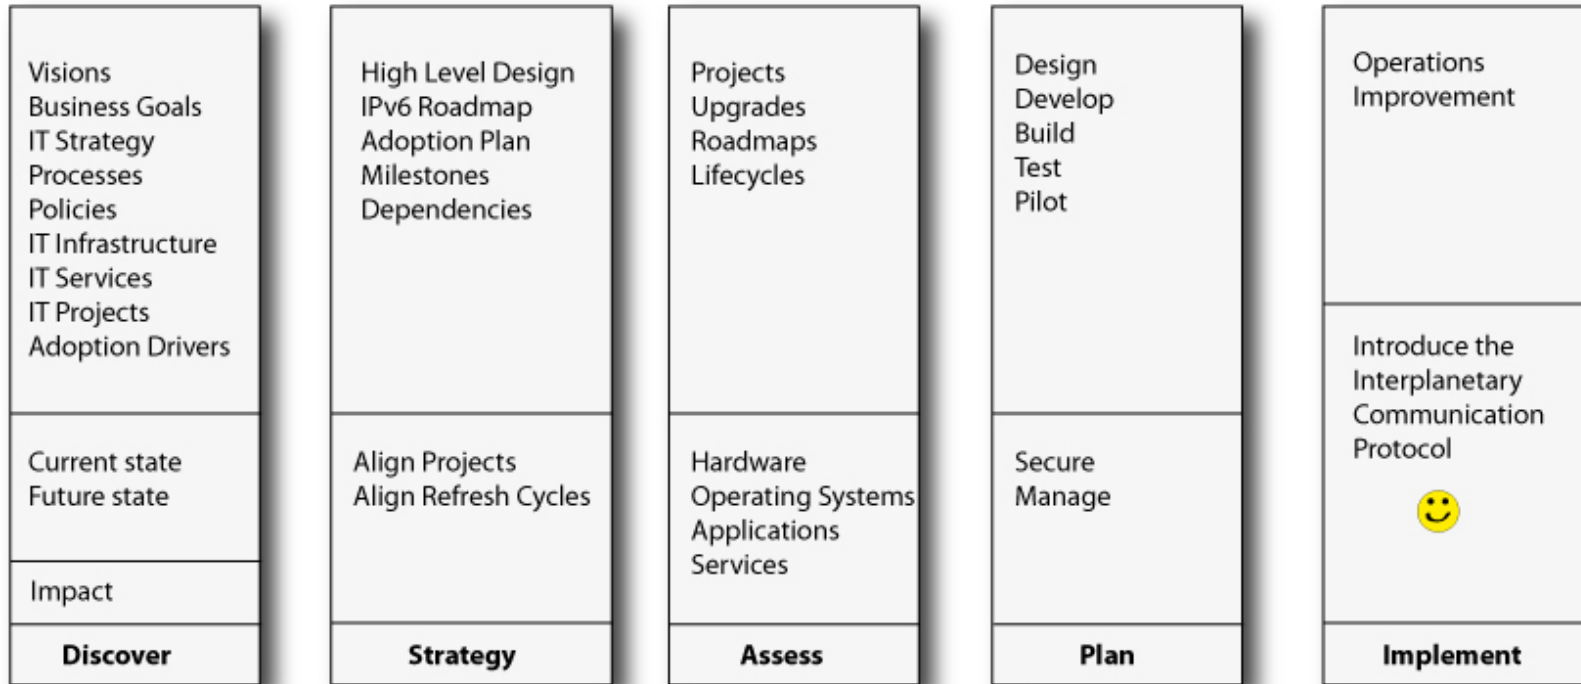 Visions
Business Goals
IT Strategy
Processes
Policies
IT Infrastructure
IT Services
IT Projects
Adoption Drivers
Current state
Future state
Impact
Discover
High Level Design
IPv6 Roadmap
Adoption Plan
Milestones
Dependencies
Align Projects
Align Refresh Cycles
Strategy
Projects
Upgrades
Roadmaps
Lifecycles
Hardware
Operating Systems
Applications
Services
Assess
Design
Develop
Build
Test
Pilot
Secure
Manage
Plan
Operations
Improvement
Introduce the
Interplanetary
Communication
Protocol
Implement